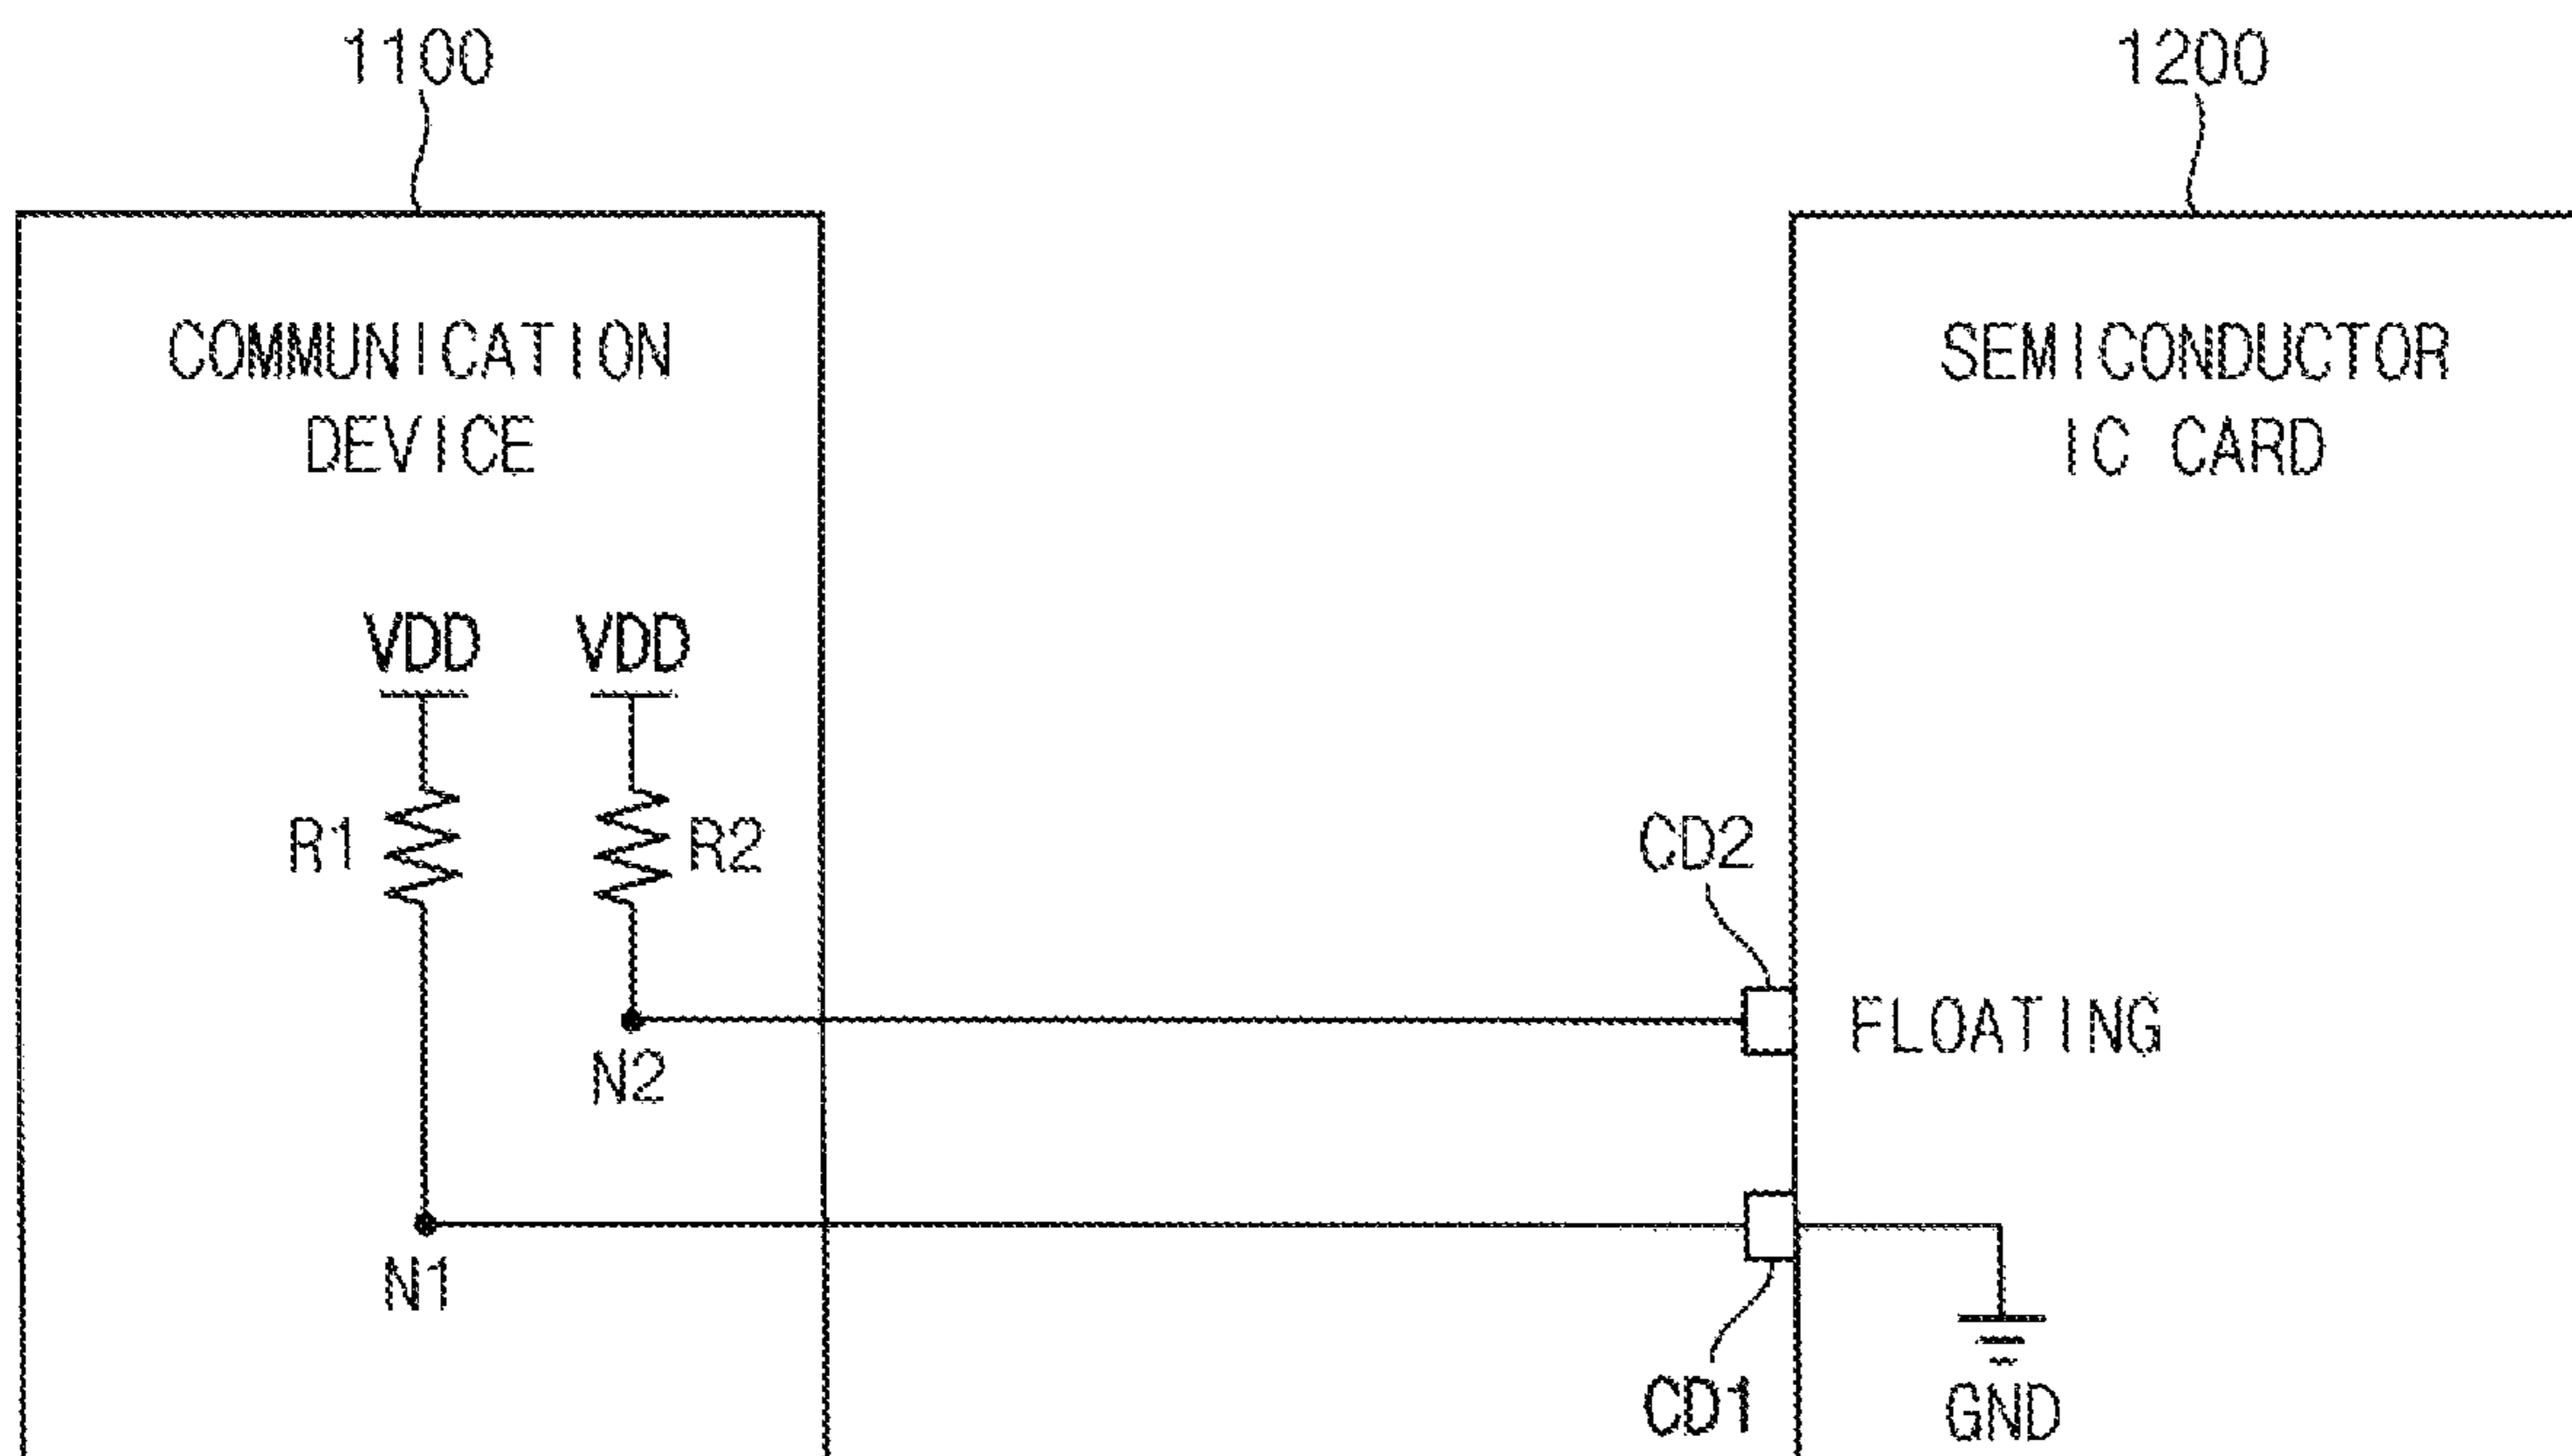 1100
1200
COMMUNICATION
DEVICE
SEMICONDUCTOR
IC CARD
VDD
VDD
R1
R2
CD2
FLOATING
N2
N1
CD1
GND